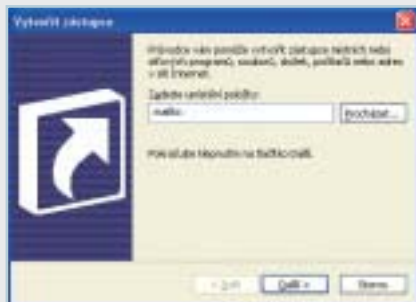 Vytvořit zástupce
Průvodce vám pomůže vytvořit zástupce místních nebo
síťových programů, souborů, složek, počítačů nebo adres
v síti Internet.
Zadejte umístění položky:
mailto:
Procházet...
Pokračujte klepnutím na tlačítko Další.
< Zpět
Další >
Storno